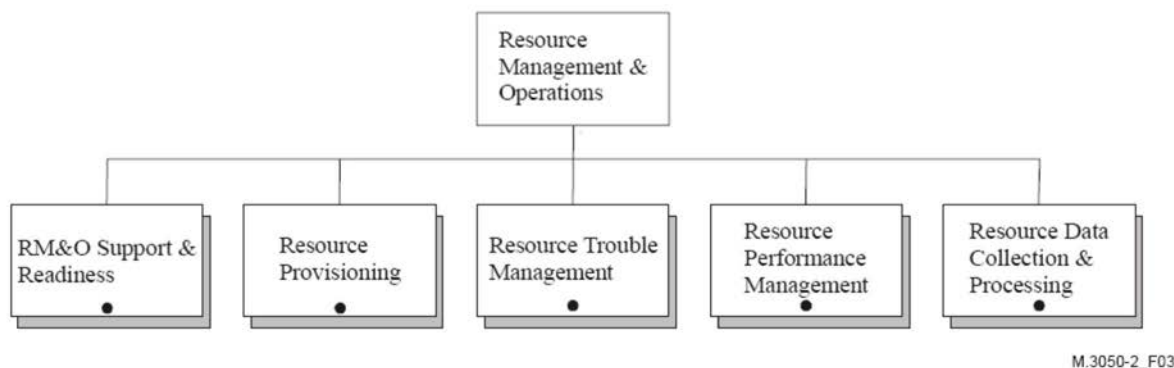 Resource
Management &
Operations
RM&O Support &
Readiness
Resource
Provisioning
Resource Trouble
Management
Resource
Performance
Management
Resource Data
Collection &
Processing
M.3050-2_F03